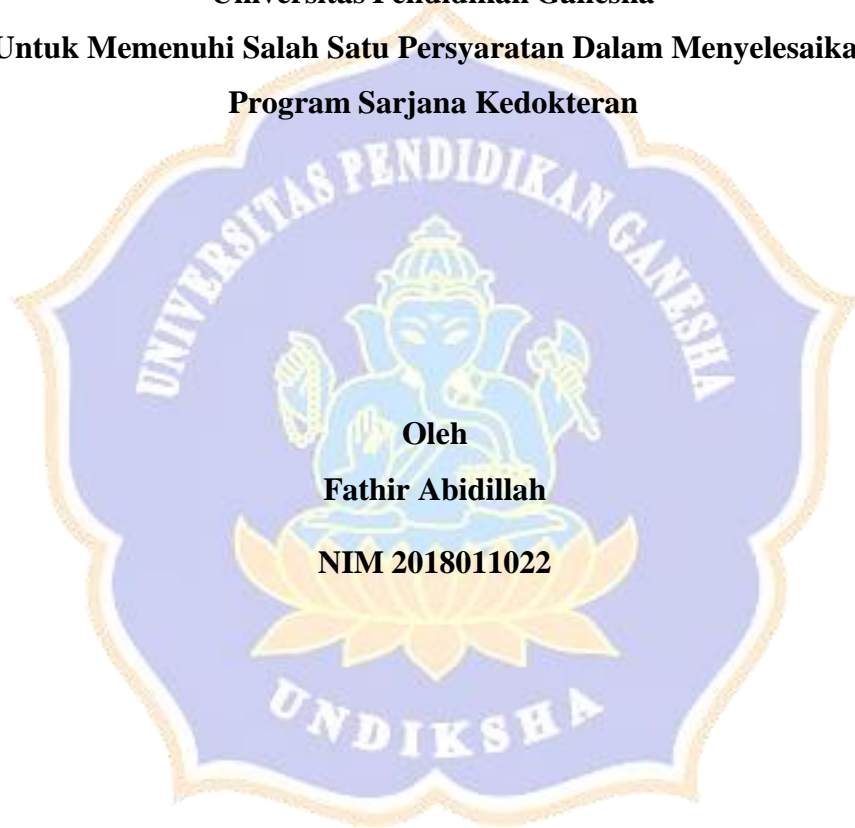 Universitas Pendidikan Ganesha
Untuk Memenuhi Salah Satu Persyaratan Dalam Menyelesaika
Program Sarjana Kedokteran
UNIVERSITAS PENDIDIKAN GANESHA
Oleh
Fathir Abidillah
NIM 2018011022
UNDIKSHA